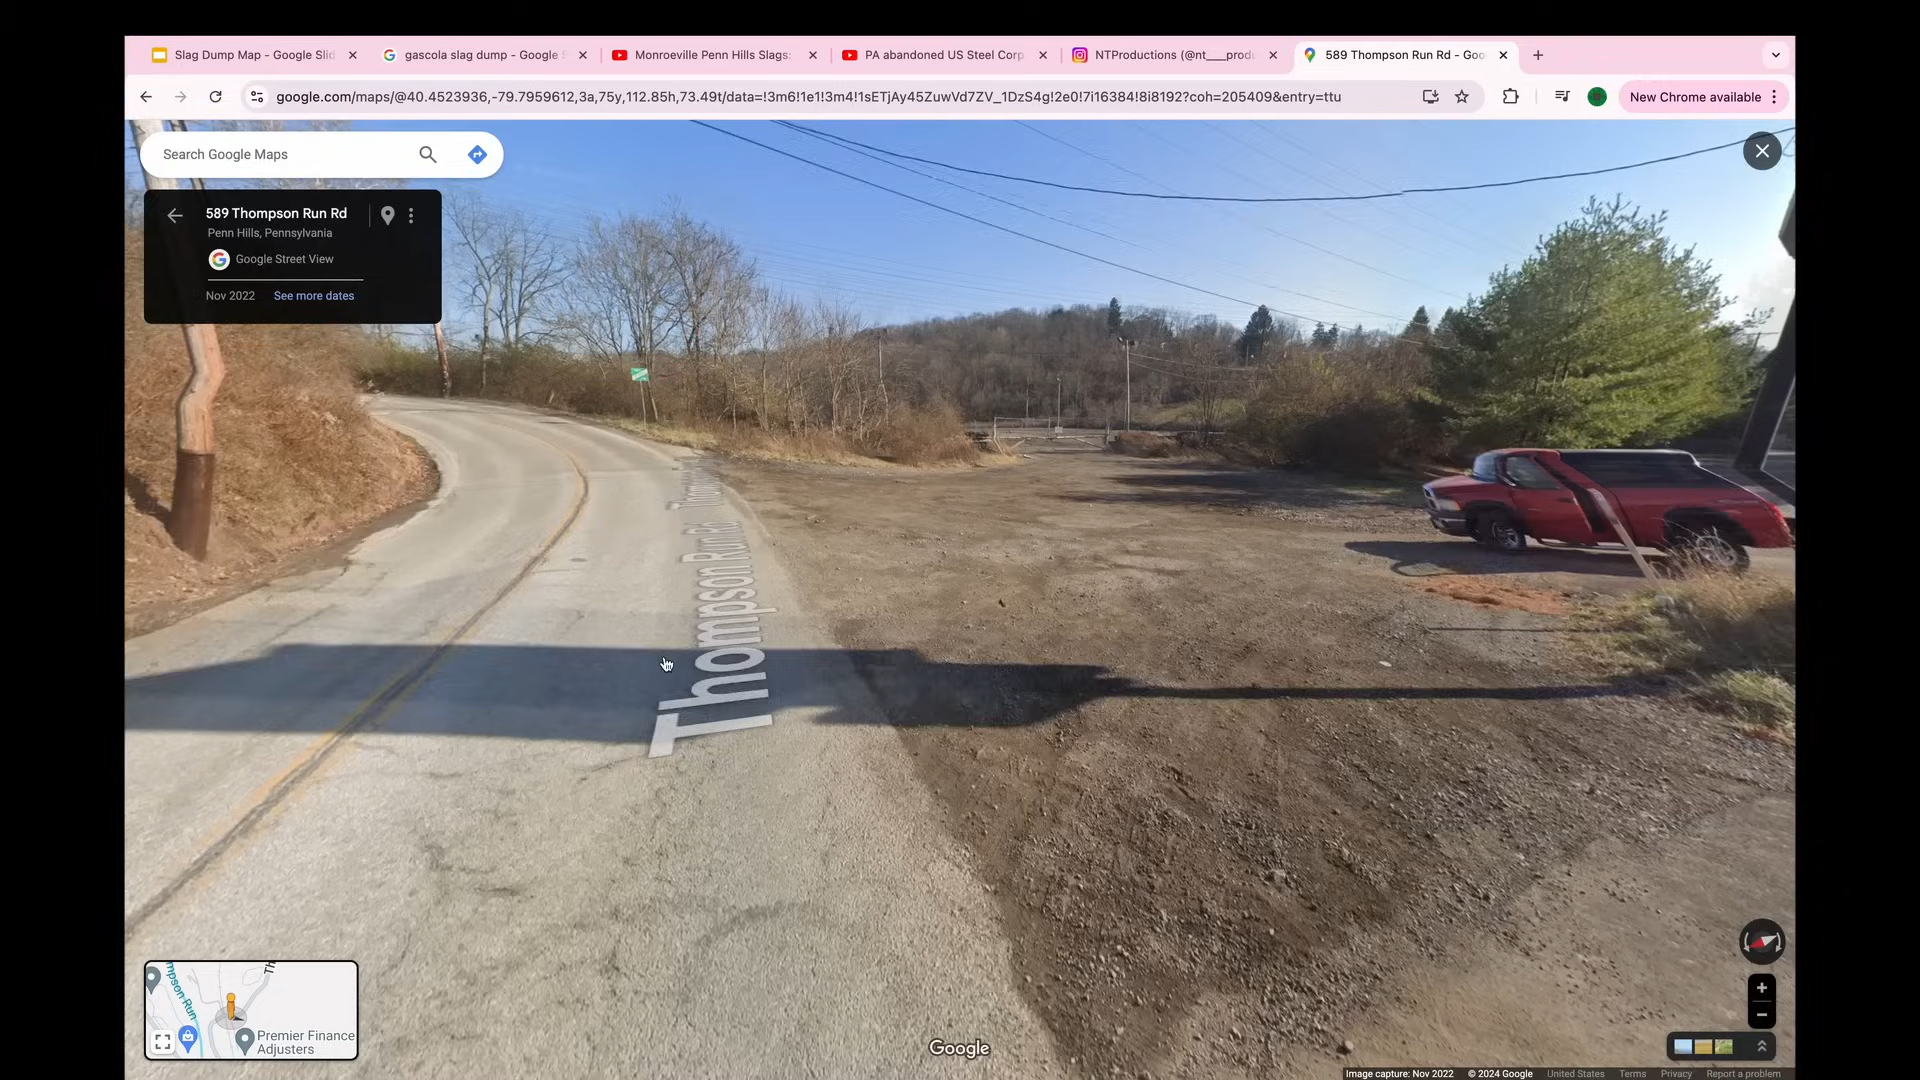 Slag Dump Map - Google Slid
gascola slag dump - Google S
Monroeville Penn Hills Slags:
PA abandoned US Steel Corp
NTProductions (@nt___produ
589 Thompson Run Rd - Goo
google.com/maps/@40.4523936,-79.7959612,3a,75y,112.85h,73.49t/data=!3m6!1e1!3m4!1sETjAy45ZuwVd7ZV_1DzS4g!2e0!7i16384!8i8192?coh=205409&entry=ttu
New Chrome available
Search Google Maps
589 Thompson Run Rd
Penn Hills, Pennsylvania
Google Street View
Nov 2022 See more dates
Thompson Run Rd
Th
mpson Run
Premier Finance
Adjusters
Google
Image capture: Nov 2022 © 2024 Google United States Terms Privacy Report a problem